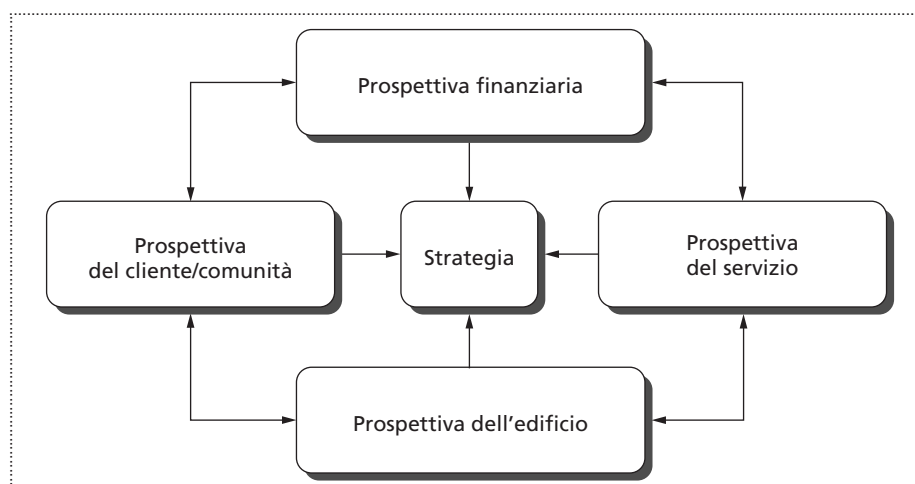 Prospettiva finanziaria
Prospettiva
del cliente/comunità
Strategia
Prospettiva
del servizio
Prospettiva dell'edificio